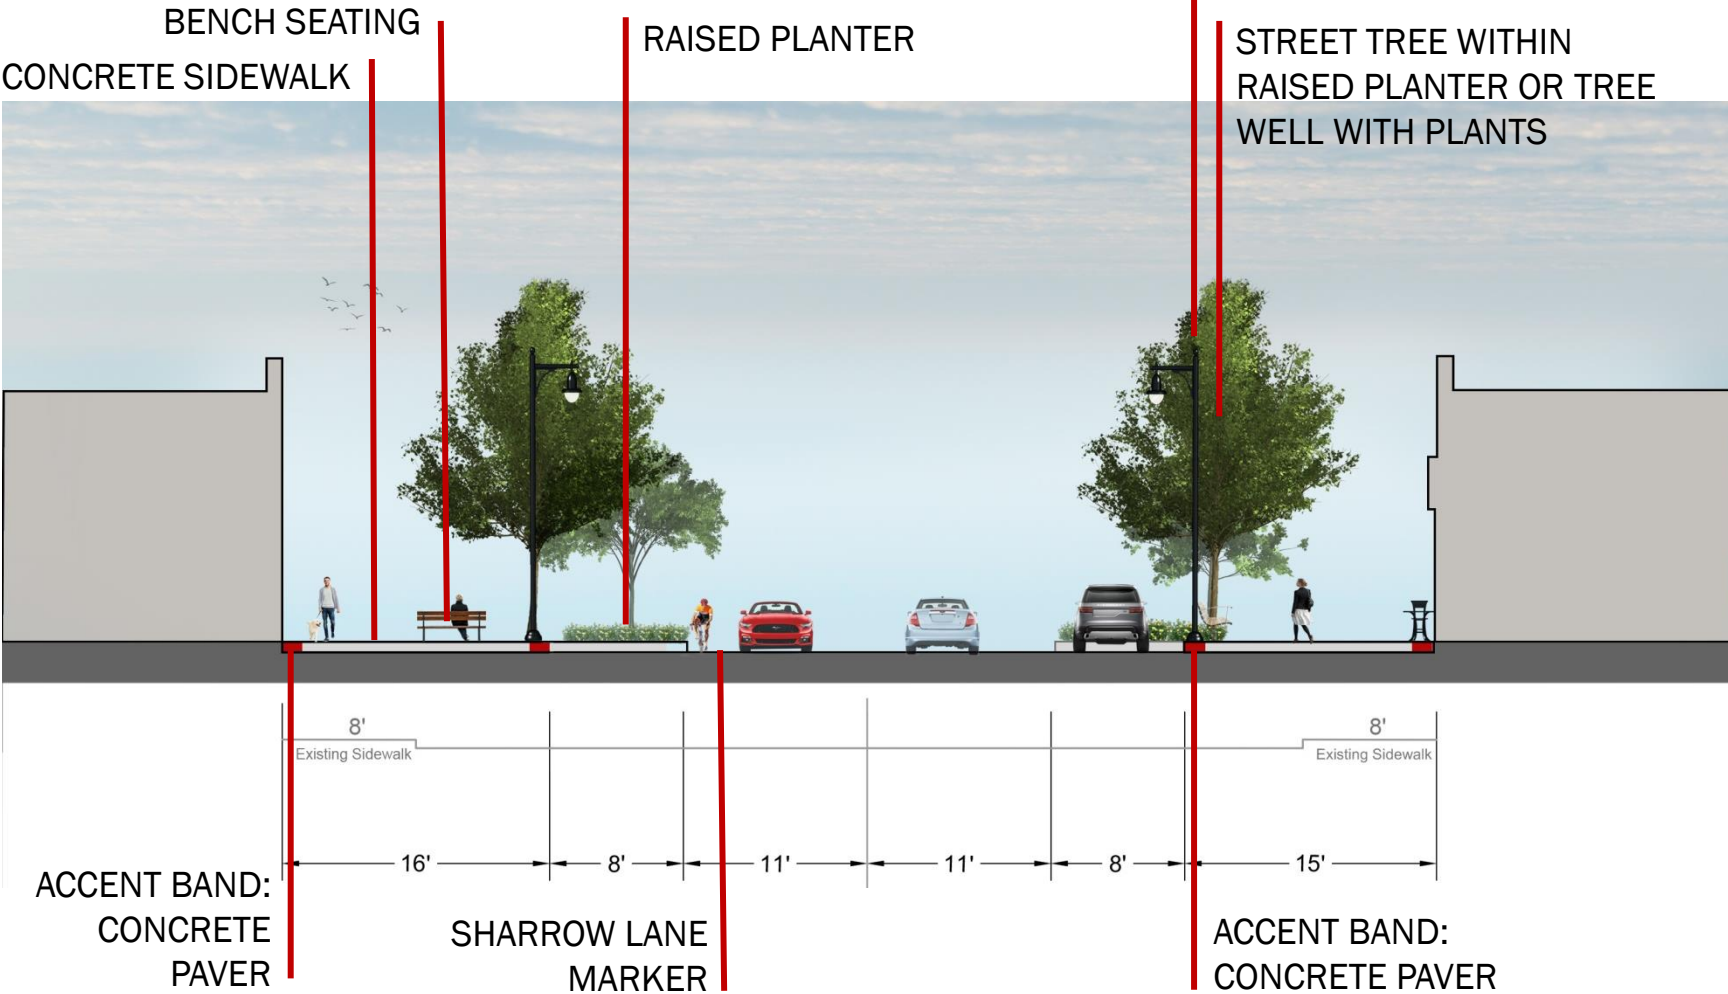 BENCH SEATING
CONCRETE SIDEWALK
RAISED PLANTER
STREET TREE WITHIN
RAISED PLANTER OR TREE
WELL WITH PLANTS
8'
Existing Sidewalk
8'
Existing Sidewalk
16'
8'
11'
11'
8'
15'
ACCENT BAND:
CONCRETE
PAVER
SHARROW LANE
MARKER
ACCENT BAND:
CONCRETE PAVER